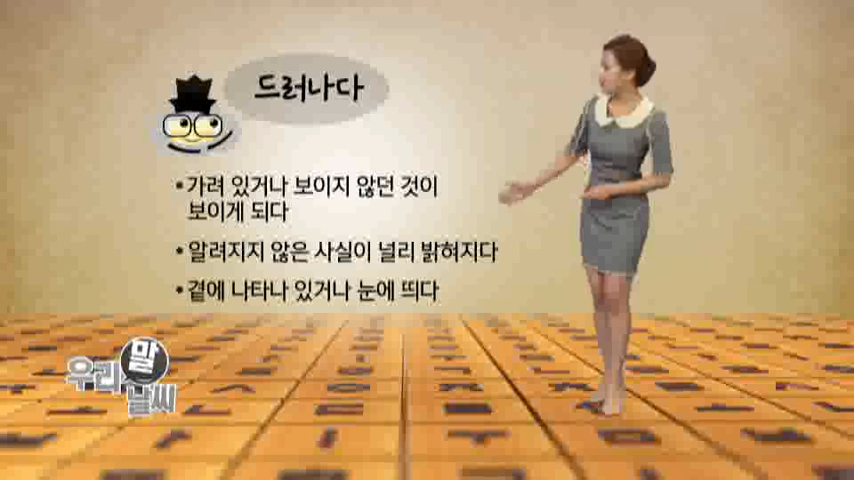 드러나다
•가려 있거나 보이지 않던 것이
보이게 되다
•알려지지 않은 사실이 널리 밝혀지다
•곁에 나타나 있거나 눈에 띄다
우리말
날씨